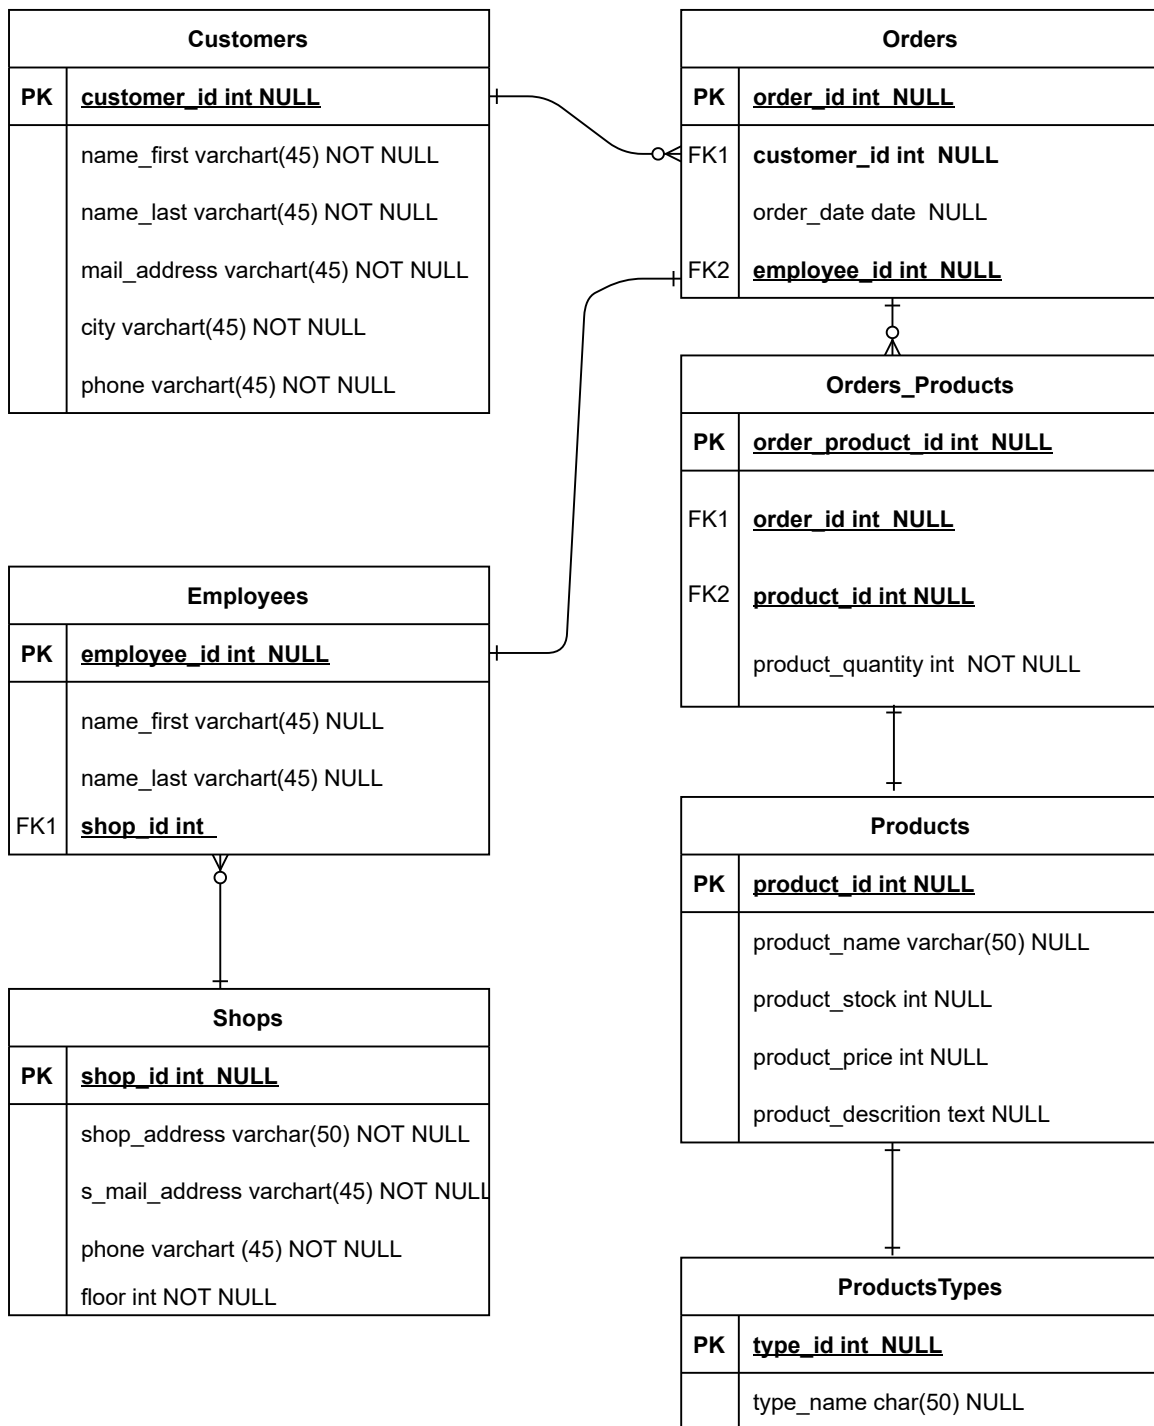 Customers
PK customer_id int NULL
name_first varchart(45) NOT NULL
name_last varchart(45) NOT NULL
mail_address varchart(45) NOT NULL
city varchart(45) NOT NULL
phone varchart(45) NOT NULL
Orders
PK order_id int NULL
FK1 customer_id int NULL
order_date date NULL
FK2 employee_id int NULL
Orders_Products
PK order_product_id int NULL
FK1 order_id int NULL
FK2 product_id int NULL
product_quantity int NOT NULL
Employees
PK employee_id int NULL
name_first varchart(45) NULL
name_last varchart(45) NULL
FK1 shop_id int
Products
PK product_id int NULL
product_name varchar(50) NULL
product_stock int NULL
product_price int NULL
product_descrition text NULL
Shops
PK shop_id int NULL
shop_address varchar(50) NOT NULL
s_mail_address varchart(45) NOT NULL
phone varchart (45) NOT NULL
floor int NOT NULL
ProductsTypes
PK type_id int NULL
type_name char(50) NULL